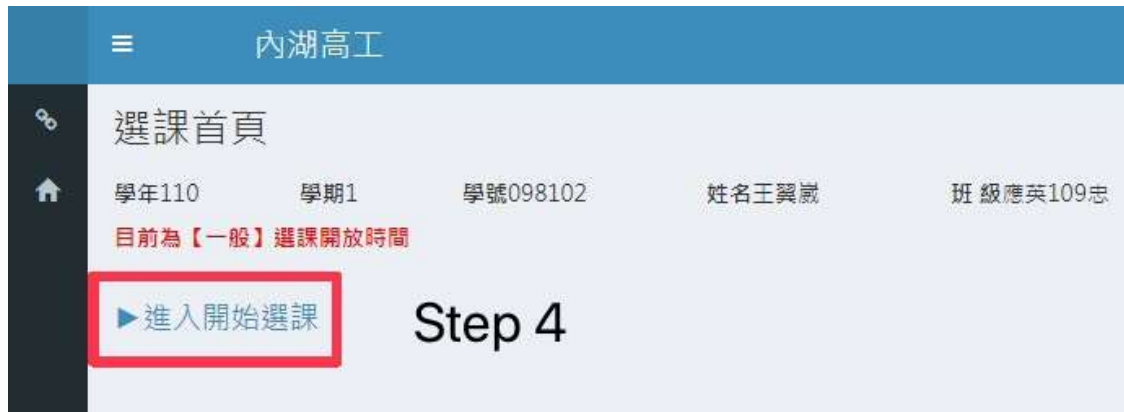 內湖高工
選課首頁
學年110 學期1 學號098102 姓名王翼崴 班 級應英109忠
目前為【一般】選課開放時間
▶進入開始選課 Step 4